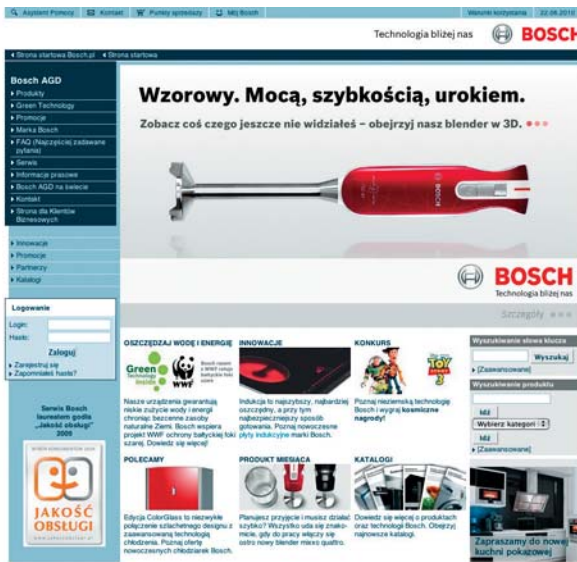 Asystent Pomocy Kontakt Punkty sprzedaży Mój Bosch Warunki korzystania 22.06.2010
Technologia bliżej nas BOSCH
Strona startowa Bosch.pl Strona startowa
Bosch AGD
Produkty
Green Technology
Promocje
Marka Bosch
FAQ (Najczęściej zadawane
pytania)
Serwis
Informacje prasowe
Bosch AGD na świecie
Kontakt
Strona dla Klientów
Biznesowych
Innowacje
Promocje
Partnerzy
Katalogi
Logowanie
Login:
Hasło:
Zaloguj
Zarejestruj się
Zapomniałeś hasła?
Serwis Bosch
laureatem godła
„Jakość obsługi”
JAKOŚĆ
OBSŁUGI
Wzorowy. Mocą, szybkością, urokiem.
Zobacz coś czego jeszcze nie widziałeś – obejrzyj nasz blender w 3D.
BOSCH
BOSCH
Technologia bliżej nas
Szczegóły
OSZCZĘDZAJ WODĘ I ENERGIĘ
Green
Technology
inside
WWF
Nasze urządzenia gwarantują
niskie zużycie wody i energii
chroniąc bezcenne zasoby
naturalne Ziemi. Bosch wspiera
projekt WWF ochrony bałtyckiej foki
szarej. Dowiedz się więcej!
INNOWACJE
Indukcja to najszybszy, najbardziej
oszczędny, a przy tym
najbezpieczniejszy sposób
gotowania. Poznaj nowoczesne
płyty indukcyjne marki Bosch.
KONKURS
TOY
STORY
3
Poznaj nieziemską technologię
Bosch i wygraj kosmiczne
nagrody!
Wyszukiwanie słowa klucza
Wyszukaj
[Zaawansowane]
Wyszukiwanie produktu
Idź
Wybierz kategori
Idź
[Zaawansowane]
POLECAMY
Edycja ColorGlass to niezwykłe
połączenie szlachetnego designu z
zaawansowaną technologią
chłodzenia. Poznaj ofertę
nowoczesnych chłodziarek Bosch.
PRODUKT MIESIĄCA
Planujesz przyjęcie i musisz działać
szybko? Wszystko uda się znako-
micie, gdy do pracy włączy się
ostro nowy blender mixxo quattro.
KATALOGI
Dowiedz się więcej o produktach
oraz technologii Bosch. Obejrzyj
najnowsze katalogi.
Zapraszamy do nowej
kuchni pokazowej